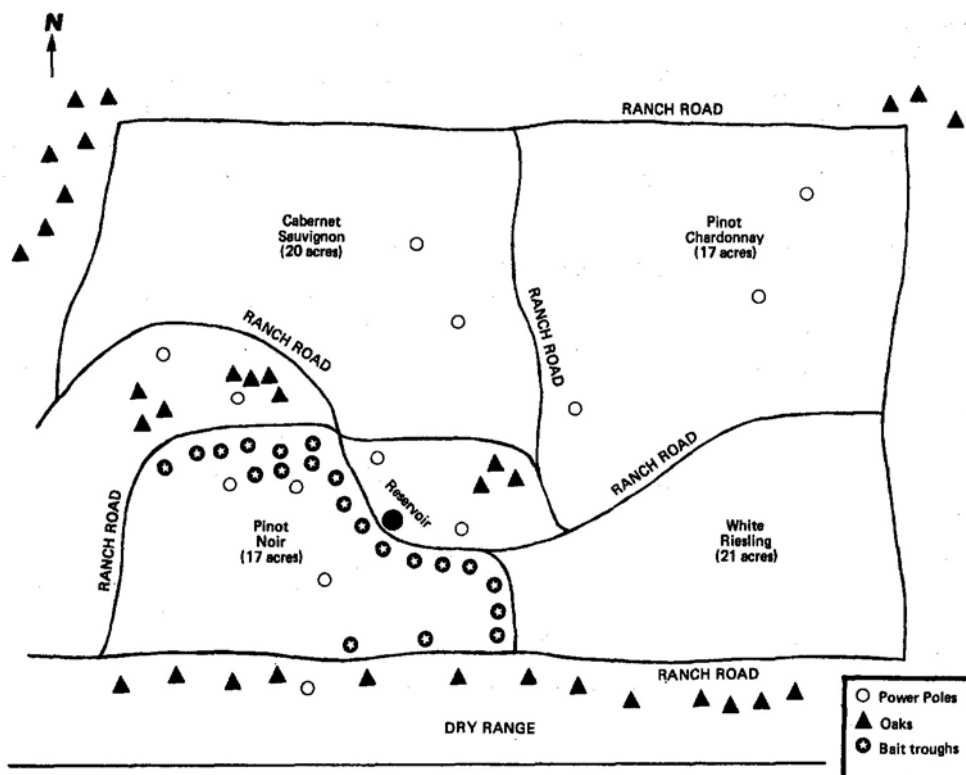 N
RANCH ROAD
Cabernet
Sauvignon
(20 acres)
Pinot
Chardonnay
(17 acres)
RANCH ROAD
RANCH ROAD
RANCH ROAD
RANCH ROAD
Reservoir
Pinot
Noir
(17 acres)
White
Riesling
(21 acres)
RANCH ROAD
DRY RANGE
Power Poles
Oaks
Bait troughs